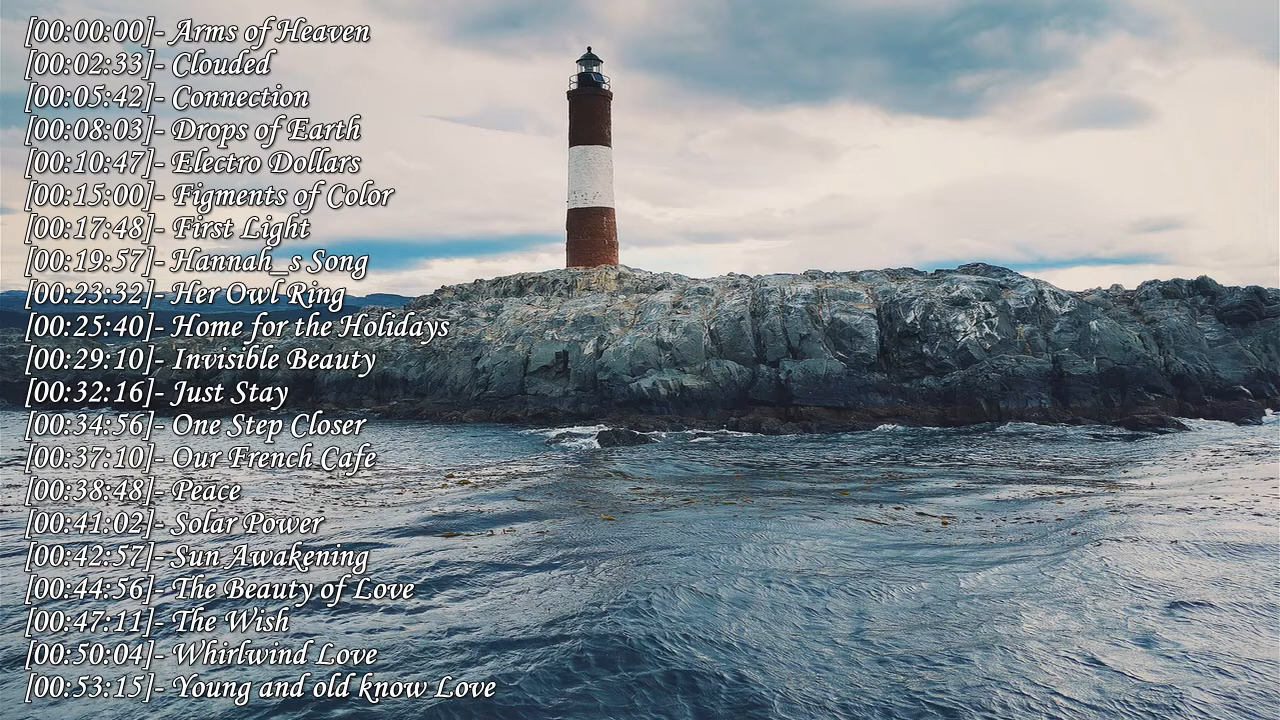 [00:00:00]- Arms of Heaven
[00:02:33]- Clouded
[00:05:42]- Connection
[00:08:03]- Drops of Earth
[00:10:47]- Electro Dollars
[00:15:00]- Figments of Color
[00:17:48]- First Light
[00:19:57]- Hannah_s Song
[00:23:32]- Her Owl Ring
[00:25:40]- Home for the Holidays
[00:29:10]- Invisible Beauty
[00:32:16]- Just Stay
[00:34:56]- One Step Closer
[00:37:10]- Our French Cafe
[00:38:48]- Peace
[00:41:02]- Solar Power
[00:42:57]- Sun Awakening
[00:44:56]- The Beauty of Love
[00:47:11]- The Wish
[00:50:04]- Whirlwind Love
[00:53:15]- Young and old know Love